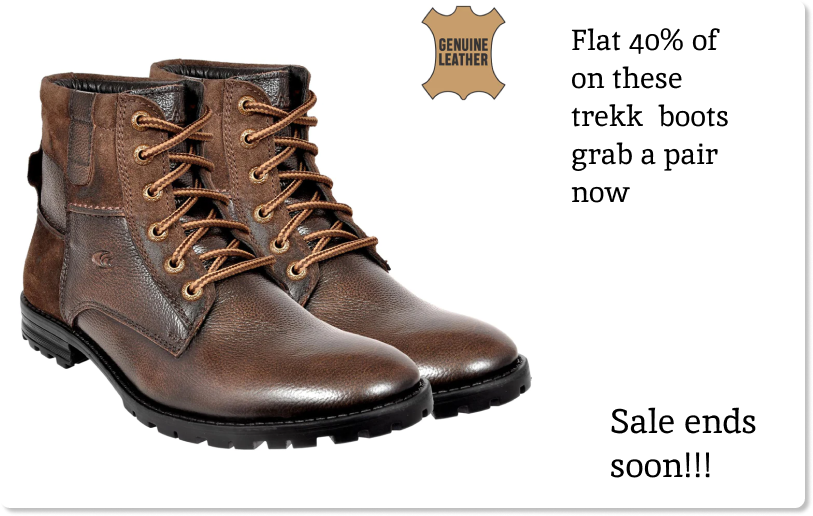 GENUINE
LEATHER
Flat 40% of
on these
trekk boots
grab a pair
now
Sale ends
soon!!!